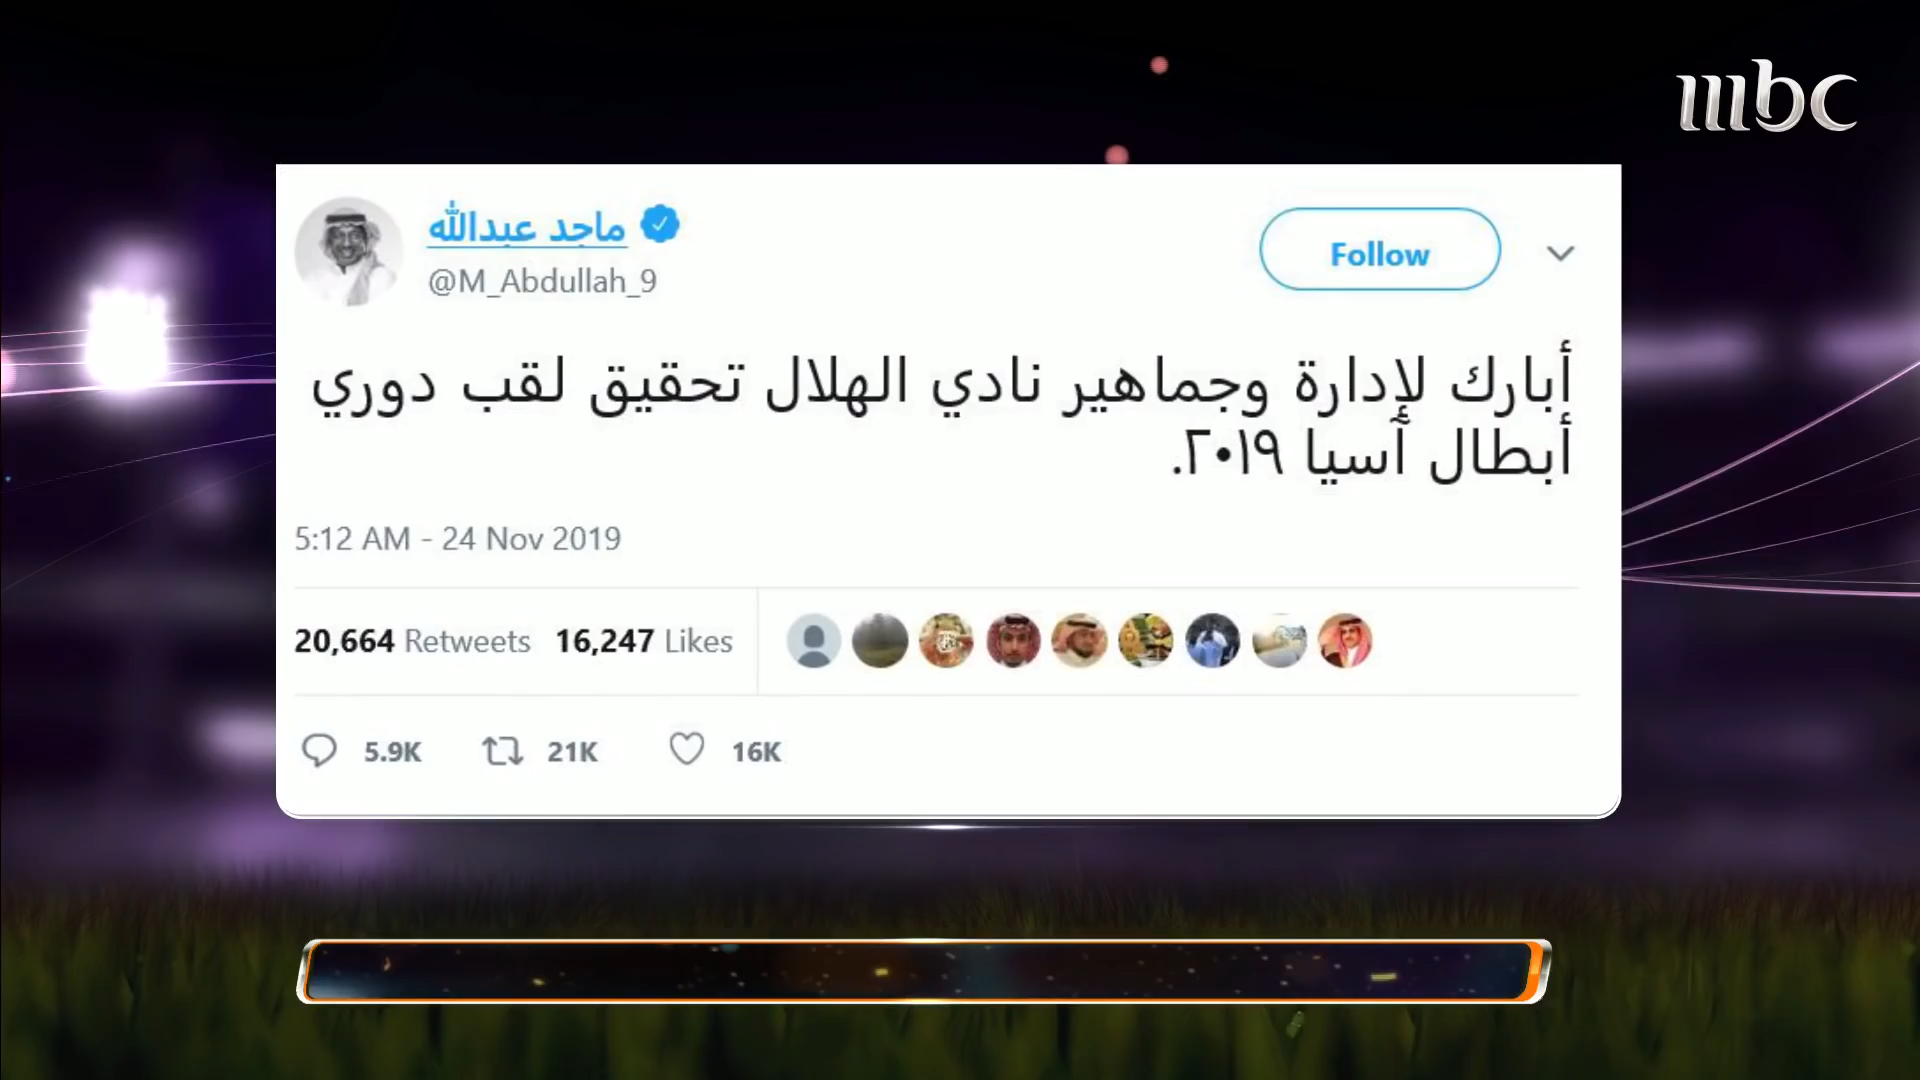 mbc
ماجد عبدالله
@M_Abdullah_9
Follow
أبارك لإدارة وجماهير نادي الهلال تحقيق لقب دوري
أبطال آسيا ٢٠١٩.
5:12 AM - 24 Nov 2019
20,664 Retweets 16,247 Likes
5.9K 21K 16K